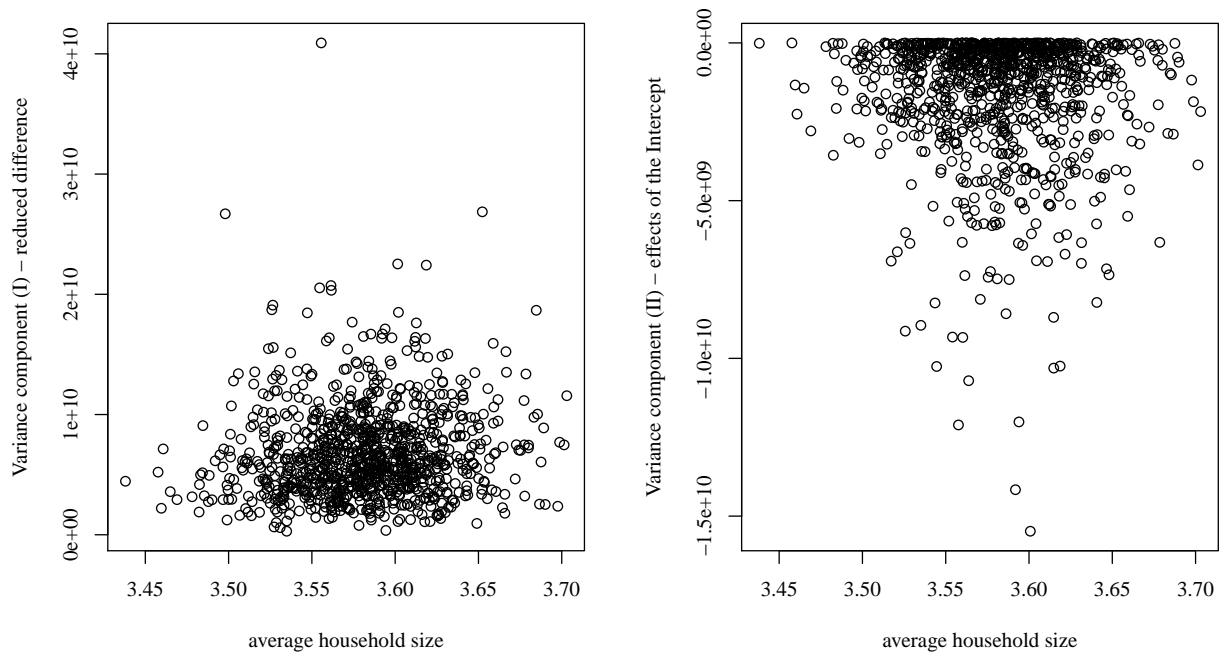 Variance component (I) – reduced difference
4e+10
3e+10
2e+10
1e+10
0e+00
3.45 3.50 3.55 3.60 3.65 3.70
average household size
Variance component (II) – effects of the Intercept
0.0e+00
−5.0e+09
−1.0e+10
−1.5e+10
3.45 3.50 3.55 3.60 3.65 3.70
average household size